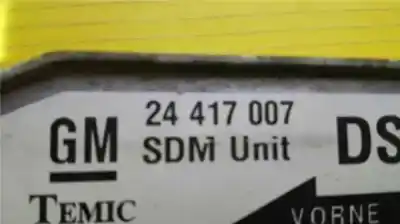 24 417 007
GM SDM Unit DS
TEMIC VORNE